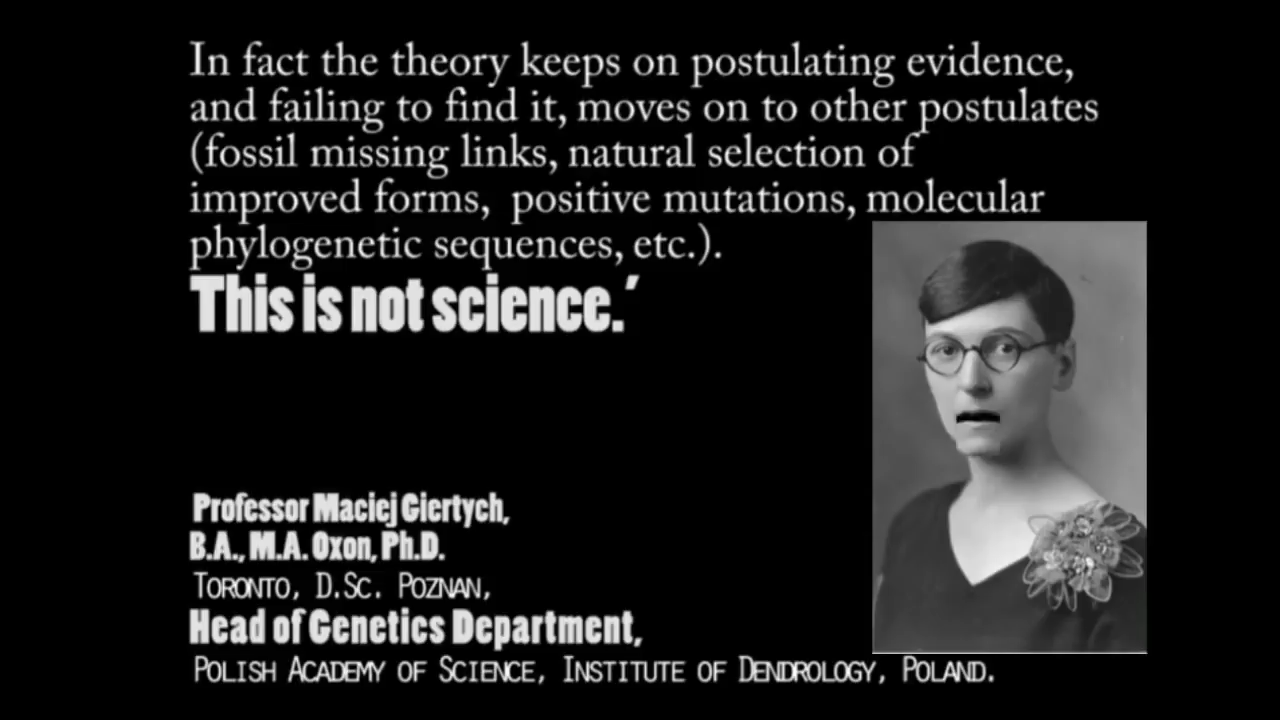 In fact the theory keeps on postulating evidence,
and failing to find it, moves on to other postulates
(fossil missing links, natural selection of
improved forms, positive mutations, molecular
phylogenetic sequences, etc.).
This is not science.'
Professor Maciej Giertych,
B.A., M.A. Oxon, Ph.D.
TORONTO, D.SC. POZNAN,
Head of Genetics Department,
POLISH ACADEMY OF SCIENCE, INSTITUTE OF DENDROLOGY, POLAND.